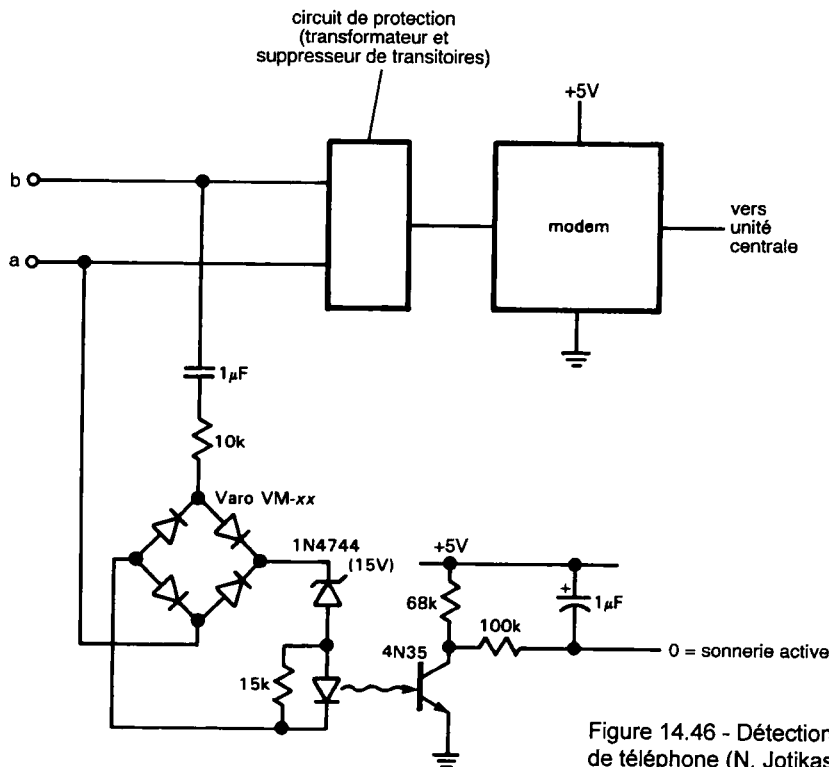 circuit de protection
(transformateur et
suppresseur de transitoires)
+5V
b
modem
vers
unité
centrale
a
1µF
10k
Varo VM-xx
1N4744
(15V)
+5V
68k
+
1µF
100k
4N35
0 = sonnerie active
15k
Figure 14.46 - Détection
de téléphone (N. Jotikas